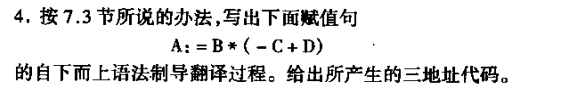 4. 按7.3节所说的办法,写出下面赋值句
A:=B*(-C+D)
的自下而上语法制导翻译过程。给出所产生的三地址代码。